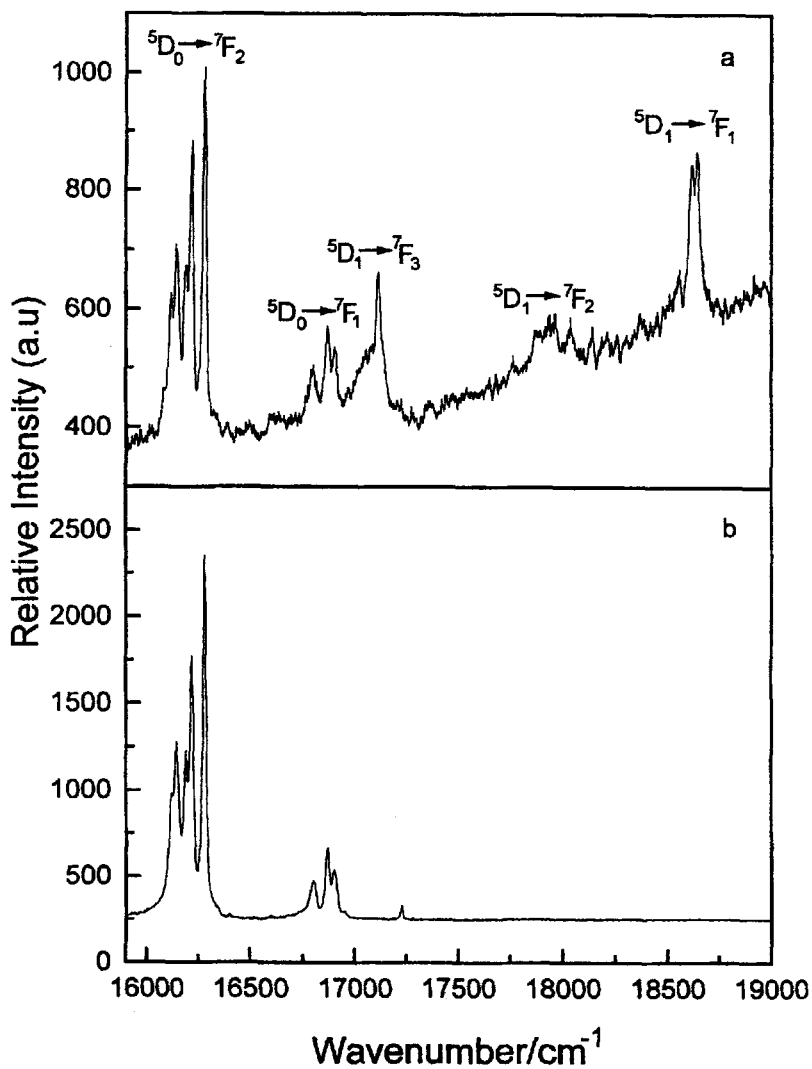 a
⁵D₀→⁷F₂
1000
⁵D₁→⁷F₁
800
⁵D₁→⁷F₃
⁵D₀→⁷F₁
⁵D₁→⁷F₂
600
400
Relative Intensity (a.u)
b
2500
2000
1500
1000
500
0
16000 16500 17000 17500 18000 18500 19000
Wavenumber/cm⁻¹